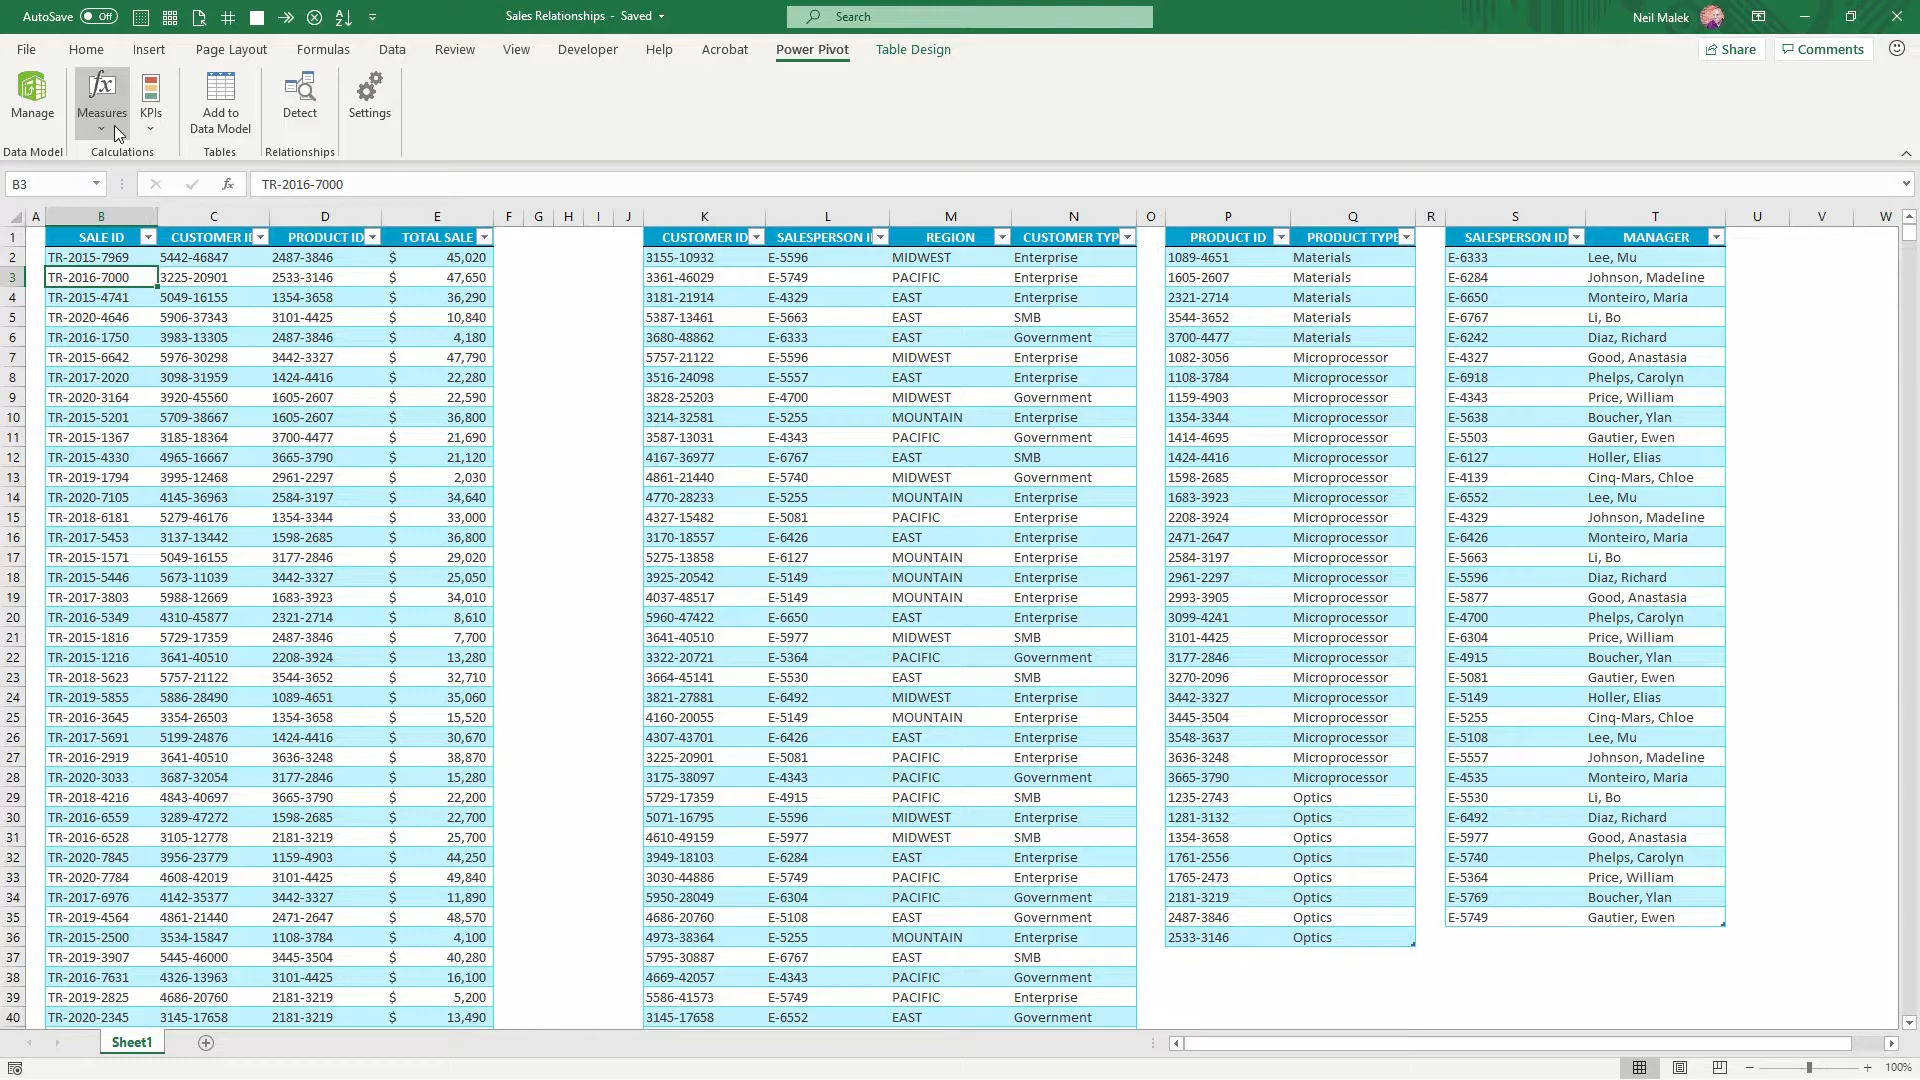 AutoSave Off Sales Relationships - Saved Search Neil Malek
File Home Insert Page Layout Formulas Data Review View Developer Help Acrobat Power Pivot Table Design Share Comments
Manage Measures KPIs Add to Data Model Detect Settings
Data Model Calculations Tables Relationships
B3 fx TR-2016-7000
A B C D E F G H I J K L M N O P Q R S T U V W
1 SALE ID CUSTOMER ID PRODUCT ID TOTAL SALE CUSTOMER ID SALESPERSON I REGION CUSTOMER TYP PRODUCT ID PRODUCT TYPE SALESPERSON ID MANAGER
2 TR-2015-7969 5442-46847 2487-3846 $ 45,020 3155-10932 E-5596 MIDWEST Enterprise 1089-4651 Materials E-6333 Lee, Mu
3 TR-2016-7000 3225-20901 2533-3146 $ 47,650 3361-46029 E-5749 PACIFIC Enterprise 1605-2607 Materials E-6284 Johnson, Madeline
4 TR-2015-4741 5049-16155 1354-3658 $ 36,290 3181-21914 E-4329 EAST Enterprise 2321-2714 Materials E-6650 Monteiro, Maria
5 TR-2020-4646 5906-37343 3101-4425 $ 10,840 5387-13461 E-5663 EAST SMB 3544-3652 Materials E-6767 Li, Bo
6 TR-2016-1750 3983-13305 2487-3846 $ 4,180 3680-48862 E-6333 EAST Government 3700-4477 Materials E-6242 Diaz, Richard
7 TR-2015-6642 5976-30298 3442-3327 $ 47,790 5757-21122 E-5596 MIDWEST Enterprise 1082-3056 Microprocessor E-4327 Good, Anastasia
8 TR-2017-2020 3098-31959 1424-4416 $ 22,280 3516-24098 E-5557 EAST Enterprise 1108-3784 Microprocessor E-6918 Phelps, Carolyn
9 TR-2020-3164 3920-45560 1605-2607 $ 22,590 3828-25203 E-4700 MIDWEST Government 1159-4903 Microprocessor E-4343 Price, William
10 TR-2015-5201 5709-38667 1605-2607 $ 36,800 3214-32581 E-5255 MOUNTAIN Enterprise 1354-3344 Microprocessor E-5638 Boucher, Ylan
11 TR-2015-1367 3185-18364 3700-4477 $ 21,690 3587-13031 E-4343 PACIFIC Government 1414-4695 Microprocessor E-5503 Gautier, Ewen
12 TR-2015-4330 4965-16667 3665-3790 $ 21,120 4167-36977 E-6767 EAST SMB 1424-4416 Microprocessor E-6127 Holler, Elias
13 TR-2019-1794 3995-12468 2961-2297 $ 2,030 4861-21440 E-5740 MIDWEST Government 1598-2685 Microprocessor E-4139 Cinq-Mars, Chloe
14 TR-2020-7105 4145-36963 2584-3197 $ 34,640 4770-28233 E-5255 MOUNTAIN Enterprise 1683-3923 Microprocessor E-6552 Lee, Mu
15 TR-2018-6181 5279-46176 1354-3344 $ 33,000 4327-15482 E-5081 PACIFIC Enterprise 2208-3924 Microprocessor E-4329 Johnson, Madeline
16 TR-2017-5453 3137-13442 1598-2685 $ 36,800 3170-18557 E-6426 EAST Enterprise 2471-2647 Microprocessor E-6426 Monteiro, Maria
17 TR-2015-1571 5049-16155 3177-2846 $ 29,020 5275-13858 E-6127 MOUNTAIN Enterprise 2584-3197 Microprocessor E-5663 Li, Bo
18 TR-2015-5446 5673-11039 3442-3327 $ 25,050 3925-20542 E-5149 MOUNTAIN Enterprise 2961-2297 Microprocessor E-5596 Diaz, Richard
19 TR-2017-3803 5988-12669 1683-3923 $ 34,010 4037-48517 E-5149 MOUNTAIN Enterprise 2993-3905 Microprocessor E-5877 Good, Anastasia
20 TR-2016-5349 4310-45877 2321-2714 $ 8,610 5960-47422 E-6650 EAST Enterprise 3099-4241 Microprocessor E-4700 Phelps, Carolyn
21 TR-2015-1816 5729-17359 2487-3846 $ 7,700 3641-40510 E-5977 MIDWEST SMB 3101-4425 Microprocessor E-6304 Price, William
22 TR-2015-1216 3641-40510 2208-3924 $ 13,280 3322-20721 E-5364 PACIFIC Government 3177-2846 Microprocessor E-4915 Boucher, Ylan
23 TR-2018-5623 5757-21122 3544-3652 $ 32,710 3664-45141 E-5530 EAST SMB 3270-2096 Microprocessor E-5081 Gautier, Ewen
24 TR-2019-5855 5886-28490 1089-4651 $ 35,060 3821-27881 E-6492 MIDWEST Enterprise 3442-3327 Microprocessor E-5149 Holler, Elias
25 TR-2016-3645 3354-26503 1354-3658 $ 15,520 4160-20055 E-5149 MOUNTAIN Enterprise 3445-3504 Microprocessor E-5255 Cinq-Mars, Chloe
26 TR-2017-5691 5199-24876 1424-4416 $ 30,670 4307-43701 E-6426 EAST Enterprise 3548-3637 Microprocessor E-5108 Lee, Mu
27 TR-2016-2919 3641-40510 3636-3248 $ 38,870 3225-20901 E-5081 PACIFIC Enterprise 3636-3248 Microprocessor E-5557 Johnson, Madeline
28 TR-2020-3033 3687-32054 3177-2846 $ 15,280 3175-38097 E-4343 PACIFIC Government 3665-3790 Microprocessor E-4535 Monteiro, Maria
29 TR-2018-4216 4843-40697 3665-3790 $ 22,200 5729-17359 E-4915 PACIFIC SMB 1235-2743 Optics E-5530 Li, Bo
30 TR-2016-6559 3289-47272 1598-2685 $ 22,700 5071-16795 E-5596 MIDWEST Enterprise 1281-3132 Optics E-6492 Diaz, Richard
31 TR-2016-6528 3105-12778 2181-3219 $ 25,700 4610-49159 E-5977 MIDWEST SMB 1354-3658 Optics E-5977 Good, Anastasia
32 TR-2020-7845 3956-23779 1159-4903 $ 44,250 3949-18103 E-6284 EAST Enterprise 1761-2556 Optics E-5740 Phelps, Carolyn
33 TR-2020-7784 4608-42019 3101-4425 $ 49,840 3030-44886 E-5749 PACIFIC Enterprise 1765-2473 Optics E-5364 Price, William
34 TR-2017-6976 4142-35377 3442-3327 $ 11,890 5950-28049 E-6304 PACIFIC Government 2181-3219 Optics E-5769 Boucher, Ylan
35 TR-2019-4564 4861-21440 2471-2647 $ 48,570 4686-20760 E-5108 EAST Government 2487-3846 Optics E-5749 Gautier, Ewen
36 TR-2015-2500 3534-15847 1108-3784 $ 4,100 4973-38364 E-5255 MOUNTAIN Enterprise 2533-3146 Optics
37 TR-2019-3907 5445-46000 3445-3504 $ 40,280 5795-30887 E-6767 EAST SMB
38 TR-2016-7631 4326-13963 3101-4425 $ 16,100 4669-42057 E-4343 PACIFIC Government
39 TR-2019-2825 4686-20760 2181-3219 $ 5,200 5586-41573 E-5749 PACIFIC Enterprise
40 TR-2020-2345 3145-17658 2181-3219 $ 13,490 3145-17658 E-6552 EAST Government
Sheet1
100%